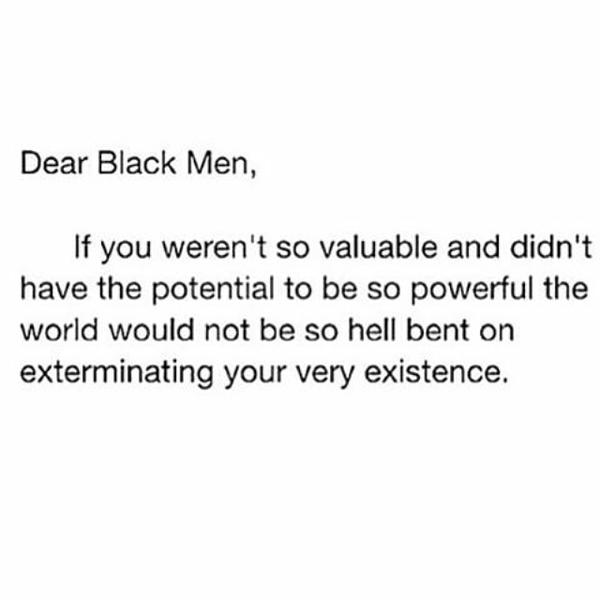 Dear Black Men,
If you weren't so valuable and didn't
have the potential to be so powerful the
world would not be so hell bent on
exterminating your very existence.